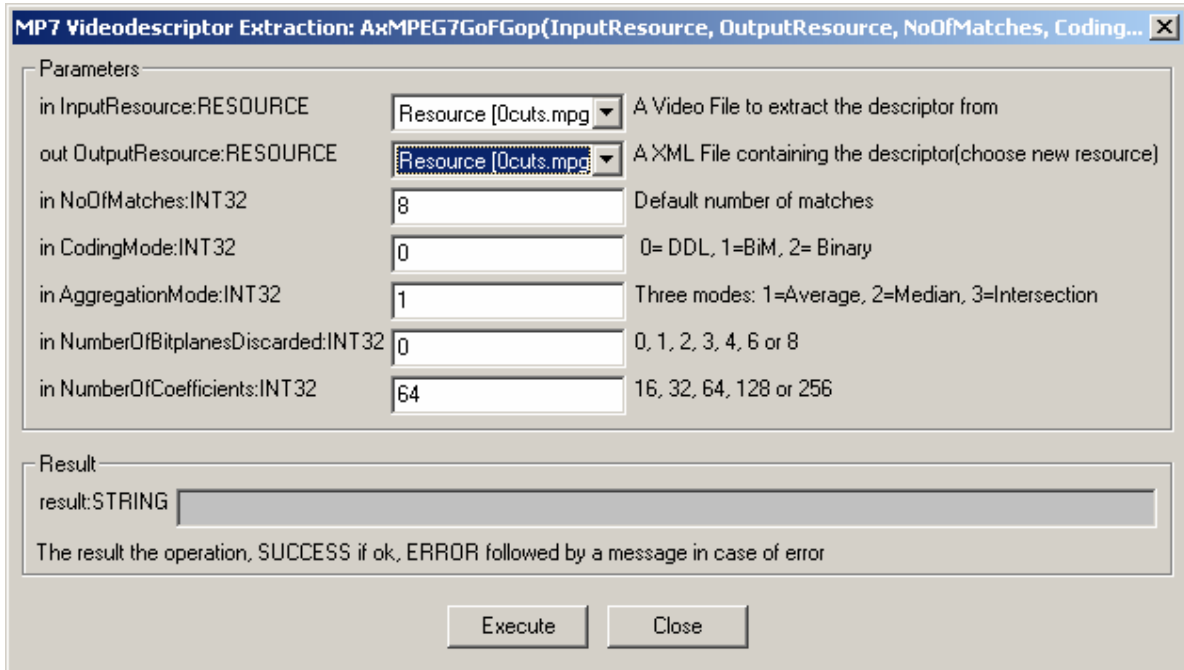 MP7 Videodescriptor Extraction: AxMPEG7GoFGop(InputResource, OutputResource, NoOfMatches, Coding...
Parameters
in InputResource:RESOURCE Resource [0cuts.mpg A Video File to extract the descriptor from
out OutputResource:RESOURCE Resource [0cuts.mpg A XML File containing the descriptor(choose new resource)
in NoOfMatches:INT32 8 Default number of matches
in CodingMode:INT32 0 0= DDL, 1=BiM, 2= Binary
in AggregationMode:INT32 1 Three modes: 1=Average, 2=Median, 3=Intersection
in NumberOfBitplanesDiscarded:INT32 0 0, 1, 2, 3, 4, 6 or 8
in NumberOfCoefficients:INT32 64 16, 32, 64, 128 or 256
Result
result:STRING
The result the operation, SUCCESS if ok, ERROR followed by a message in case of error
Execute Close